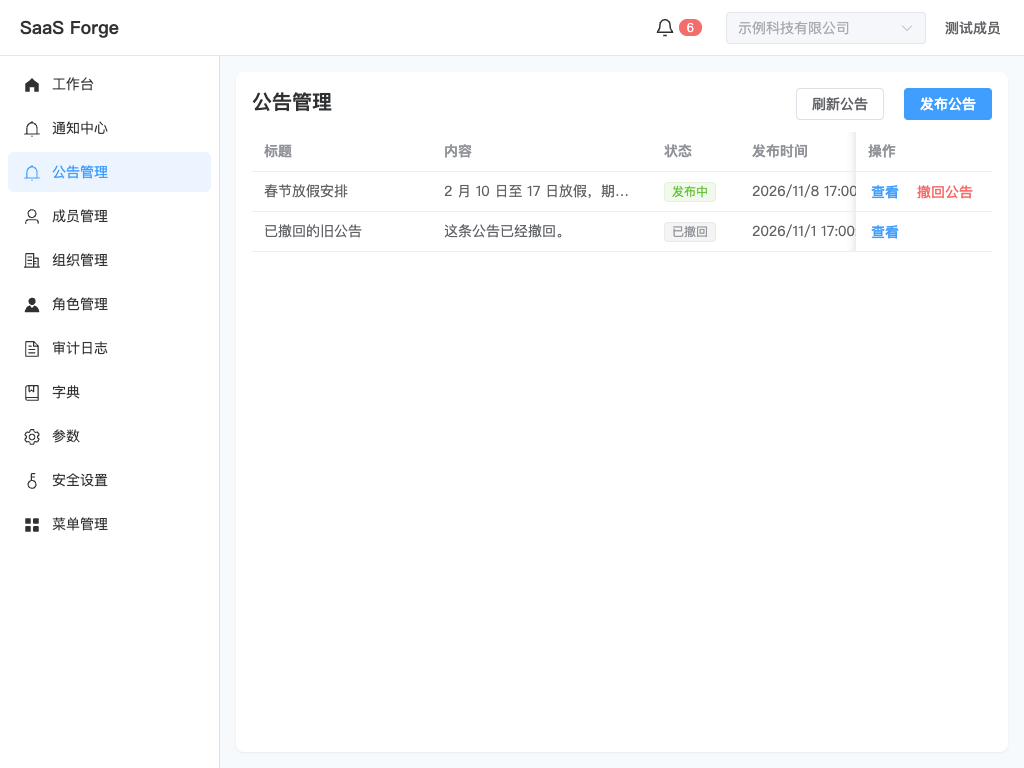 SaaS Forge
6
示例科技有限公司
测试成员
工作台
通知中心
公告管理
成员管理
组织管理
角色管理
审计日志
字典
参数
安全设置
菜单管理
公告管理
刷新公告 发布公告
标题 内容 状态 发布时间 操作
春节放假安排 2 月 10 日至 17 日放假，期... 发布中 2026/11/8 17:00 查看 撤回公告
已撤回的旧公告 这条公告已经撤回。 已撤回 2026/11/1 17:00 查看